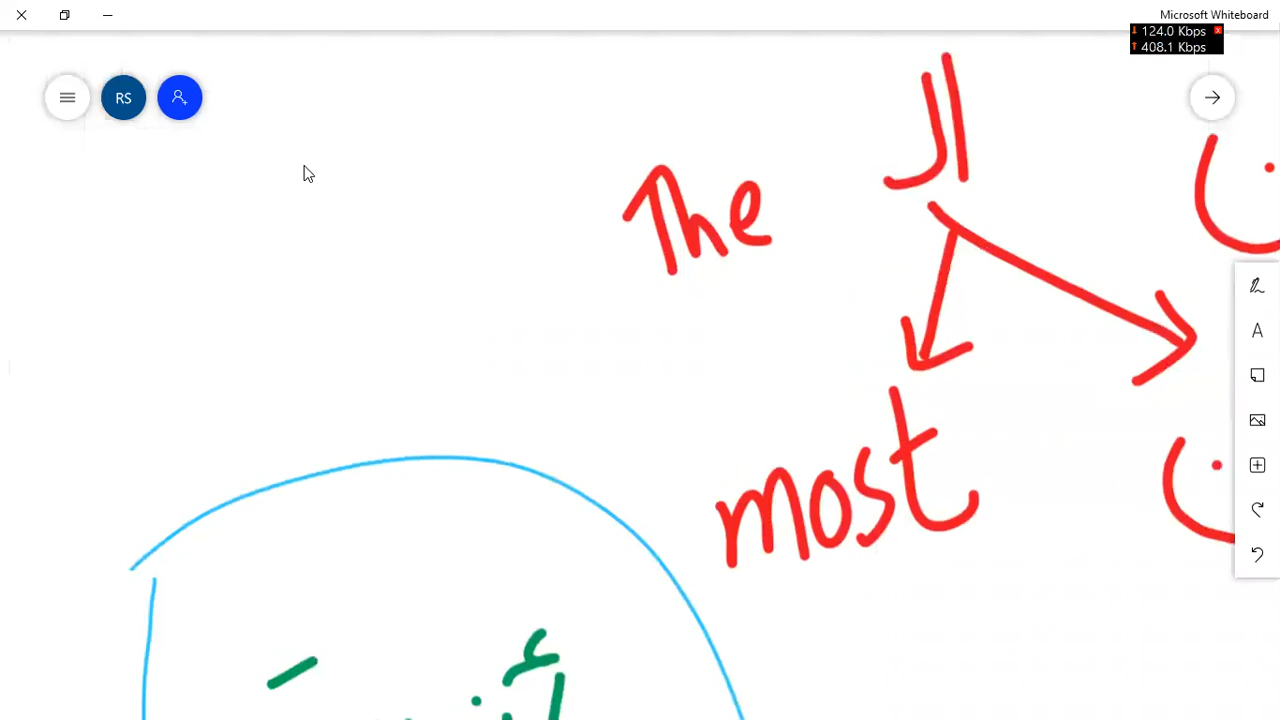 Microsoft Whiteboard
124.0 Kbps
408.1 Kbps
RS
ال
The
most